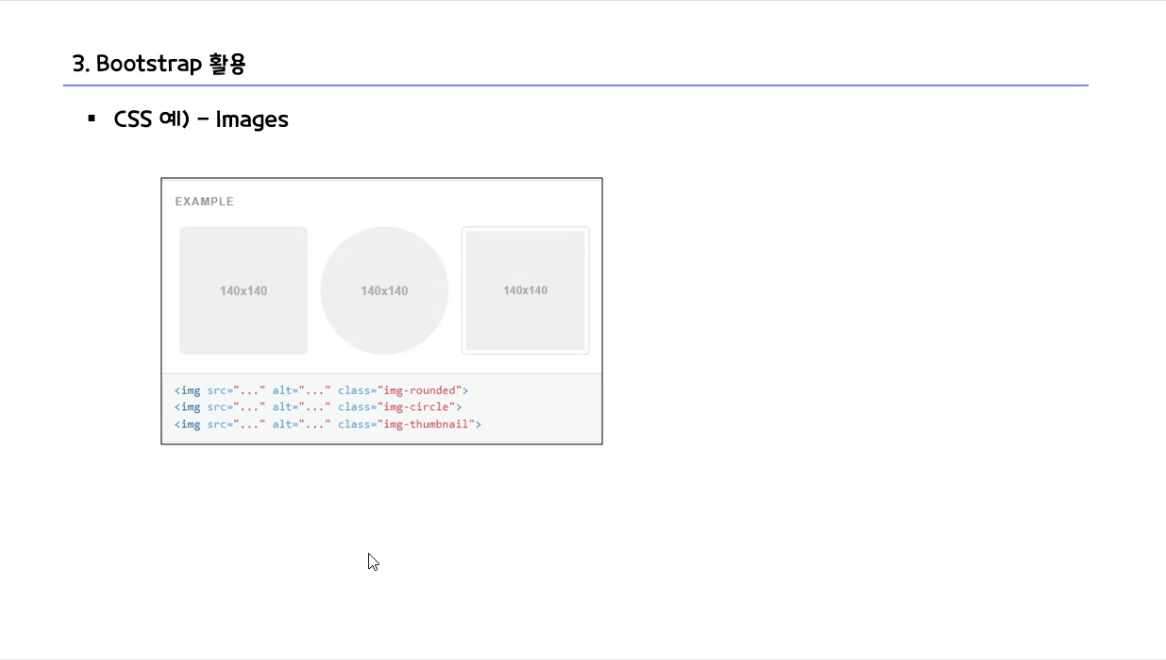 3. Bootstrap 활용
▪ CSS 예) – Images
EXAMPLE
140x140 140x140 140x140
<img src="..." alt="..." class="img-rounded">
<img src="..." alt="..." class="img-circle">
<img src="..." alt="..." class="img-thumbnail">